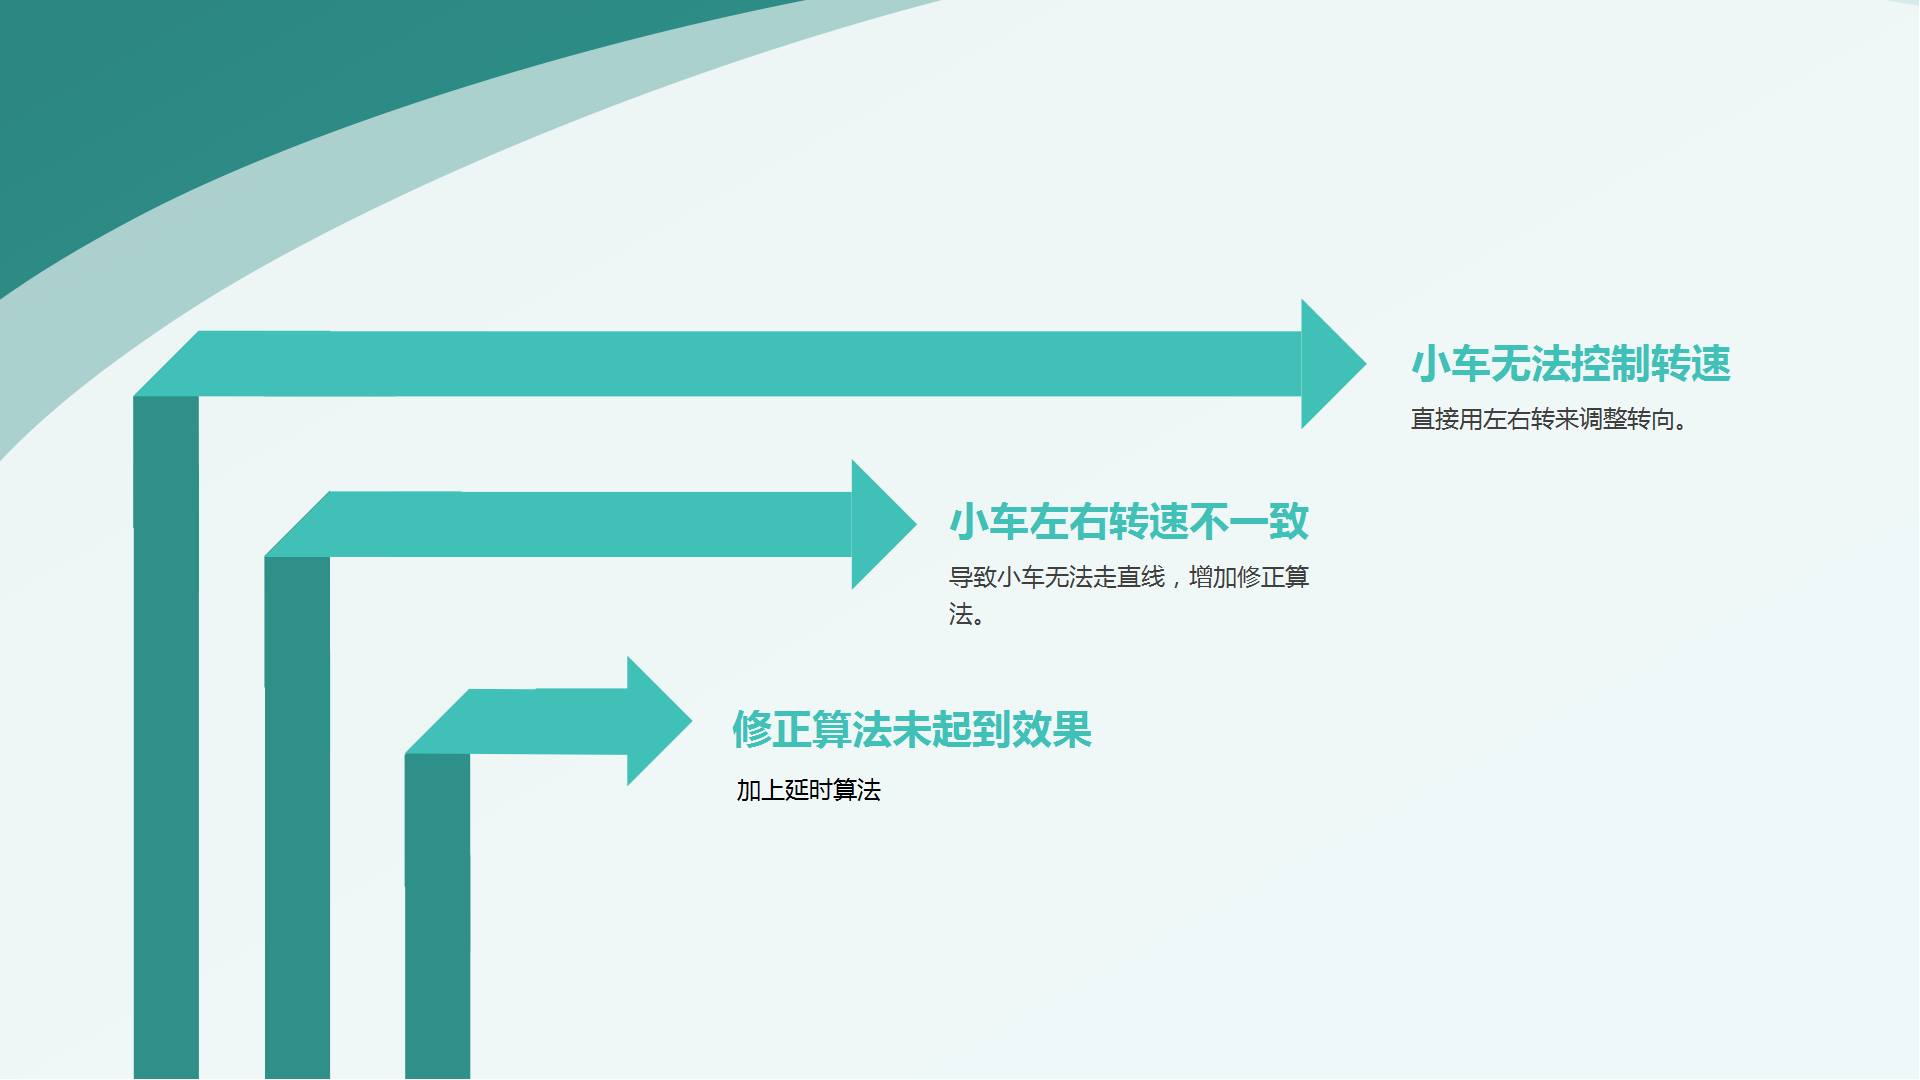 小车无法控制转速
直接用左右转来调整转向。
小车左右转速不一致
导致小车无法走直线，增加修正算
法。
修正算法未起到效果
加上延时算法